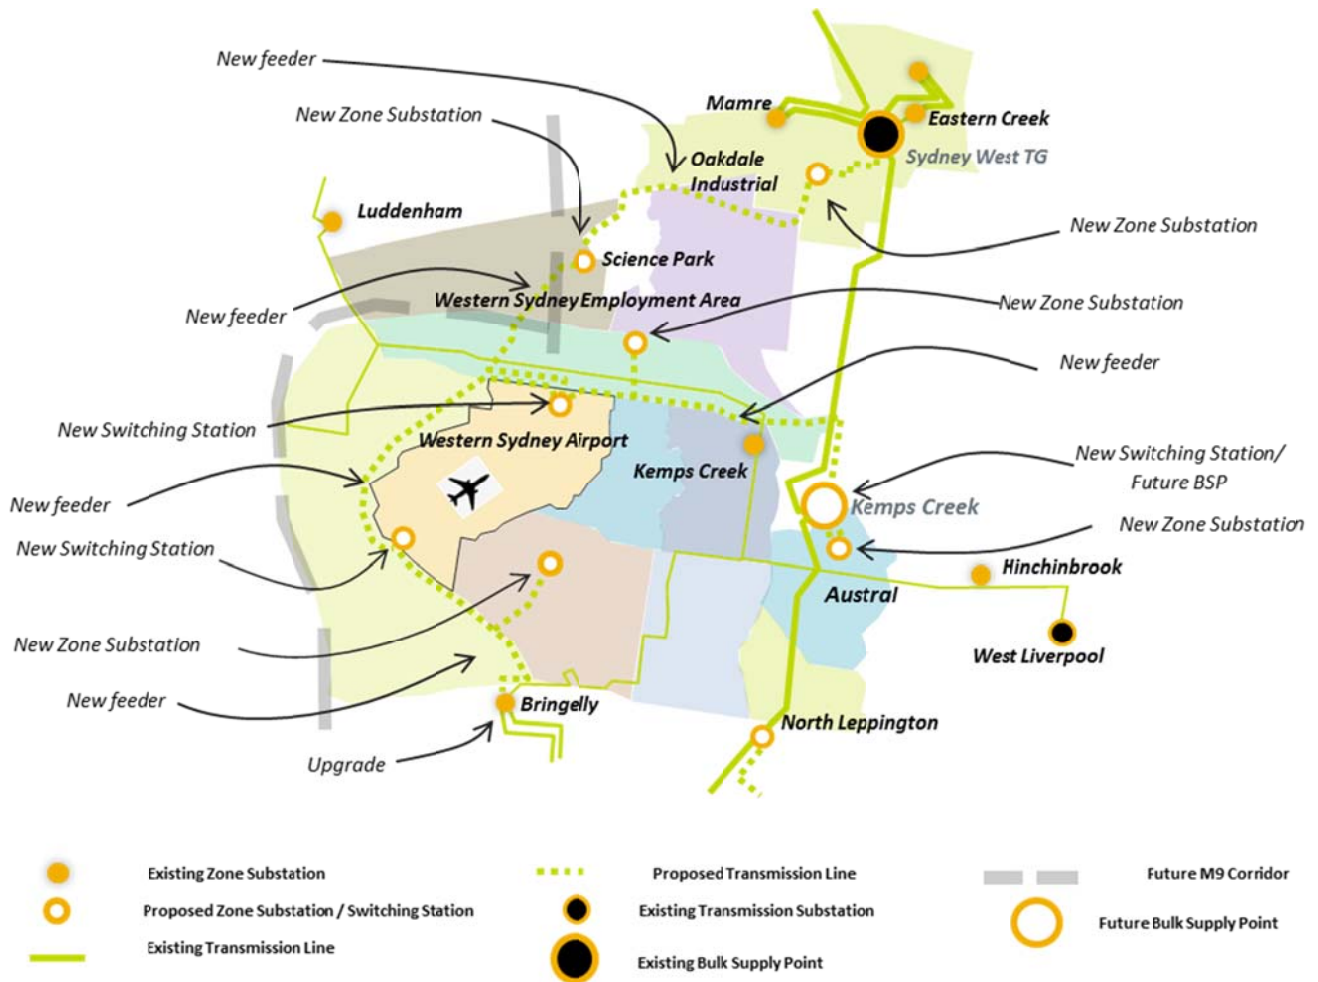 New feeder
New Zone Substation
Mamre
Eastern Creek
Sydney West TG
Oakdale
Industrial
Luddenham
New Zone Substation
Science Park
Western Sydney Employment Area
New feeder
New Zone Substation
New feeder
New Switching Station
Western Sydney Airport
Kemps Creek
New Switching Station/
Future BSP
New feeder
Kemps Creek
New Zone Substation
New Switching Station
Hinchinbrook
Austral
New Zone Substation
West Liverpool
New feeder
Bringelly
North Leppington
Upgrade
Existing Zone Substation
Proposed Transmission Line
Future M9 Corridor
Proposed Zone Substation / Switching Station
Existing Transmission Substation
Future Bulk Supply Point
Existing Transmission Line
Existing Bulk Supply Point